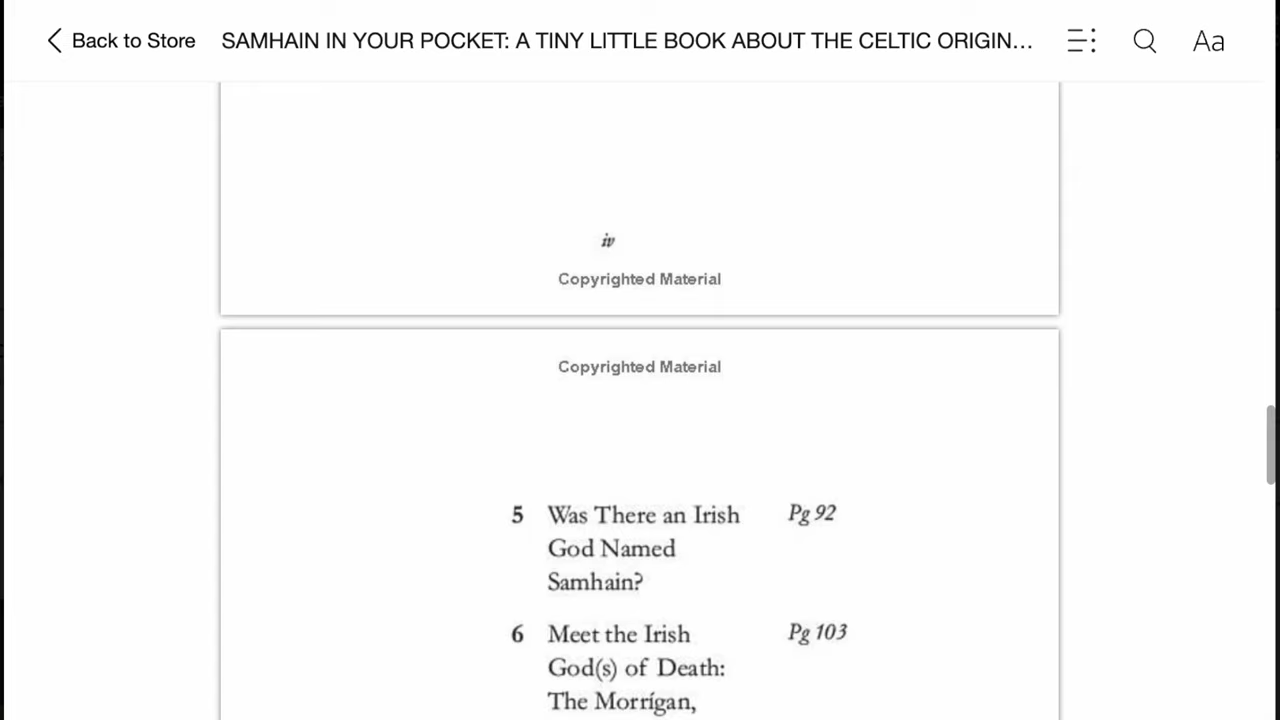 Back to Store SAMHAIN IN YOUR POCKET: A TINY LITTLE BOOK ABOUT THE CELTIC ORIGIN... Aa
iv
Copyrighted Material
Copyrighted Material
5 Was There an Irish Pg 92
God Named
Samhain?
6 Meet the Irish Pg 103
God(s) of Death:
The Morrígan,